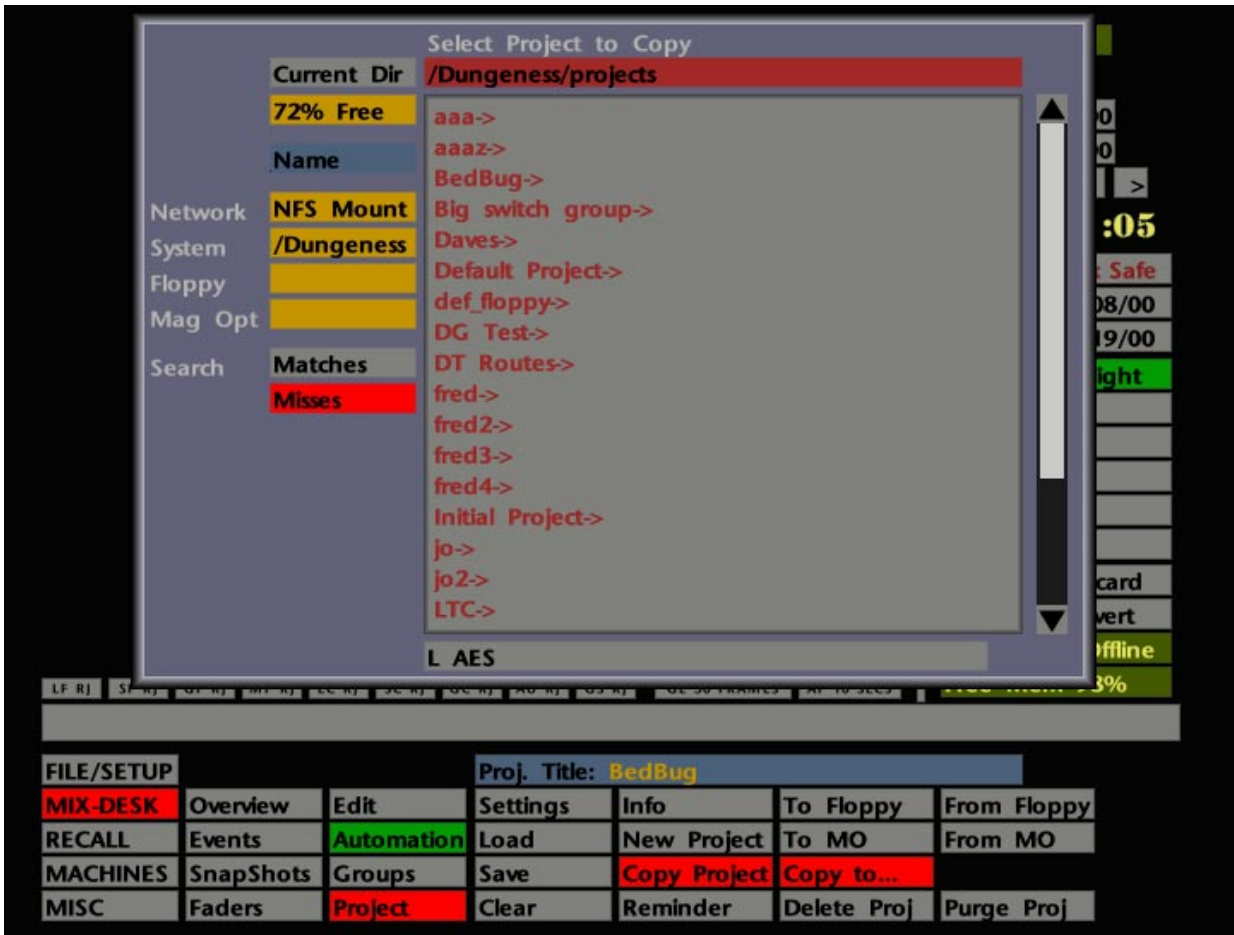 Select Project to Copy
Current Dir /Dungeness/projects
72% Free
Name
Network NFS Mount
System /Dungeness
Floppy
Mag Opt
Search Matches
Misses
aaa->
aaaz->
BedBug->
Big switch group->
Daves->
Default Project->
def_floppy->
DG Test->
DT Routes->
fred->
fred2->
fred3->
fred4->
Initial Project->
jo->
jo2->
LTC->
L AES
>
:05
Safe
08/00
19/00
ight
card
vert
Offline
98%
LF RJ
FILE/SETUP Proj. Title: BedBug
MIX-DESK Overview Edit Settings Info To Floppy From Floppy
RECALL Events Automation Load New Project To MO From MO
MACHINES SnapShots Groups Save Copy Project Copy to...
MISC Faders Project Clear Reminder Delete Proj Purge Proj